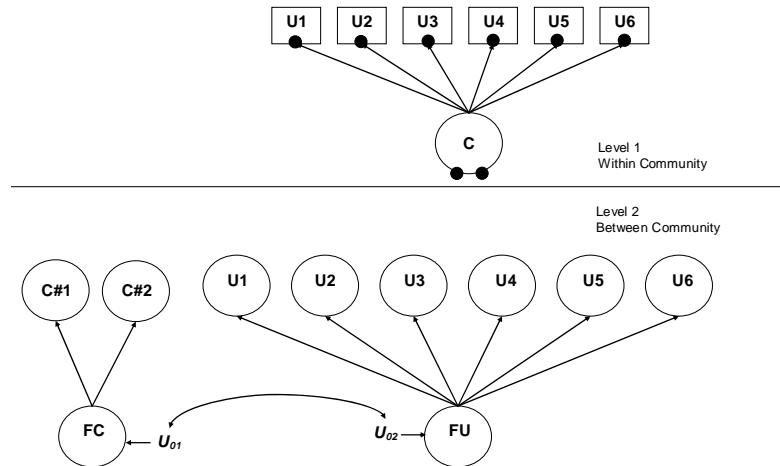 U1 U2 U3 U4 U5 U6
C
Level 1
Within Community
Level 2
Between Community
C#1 C#2 U1 U2 U3 U4 U5 U6
FC U01 U02 FU